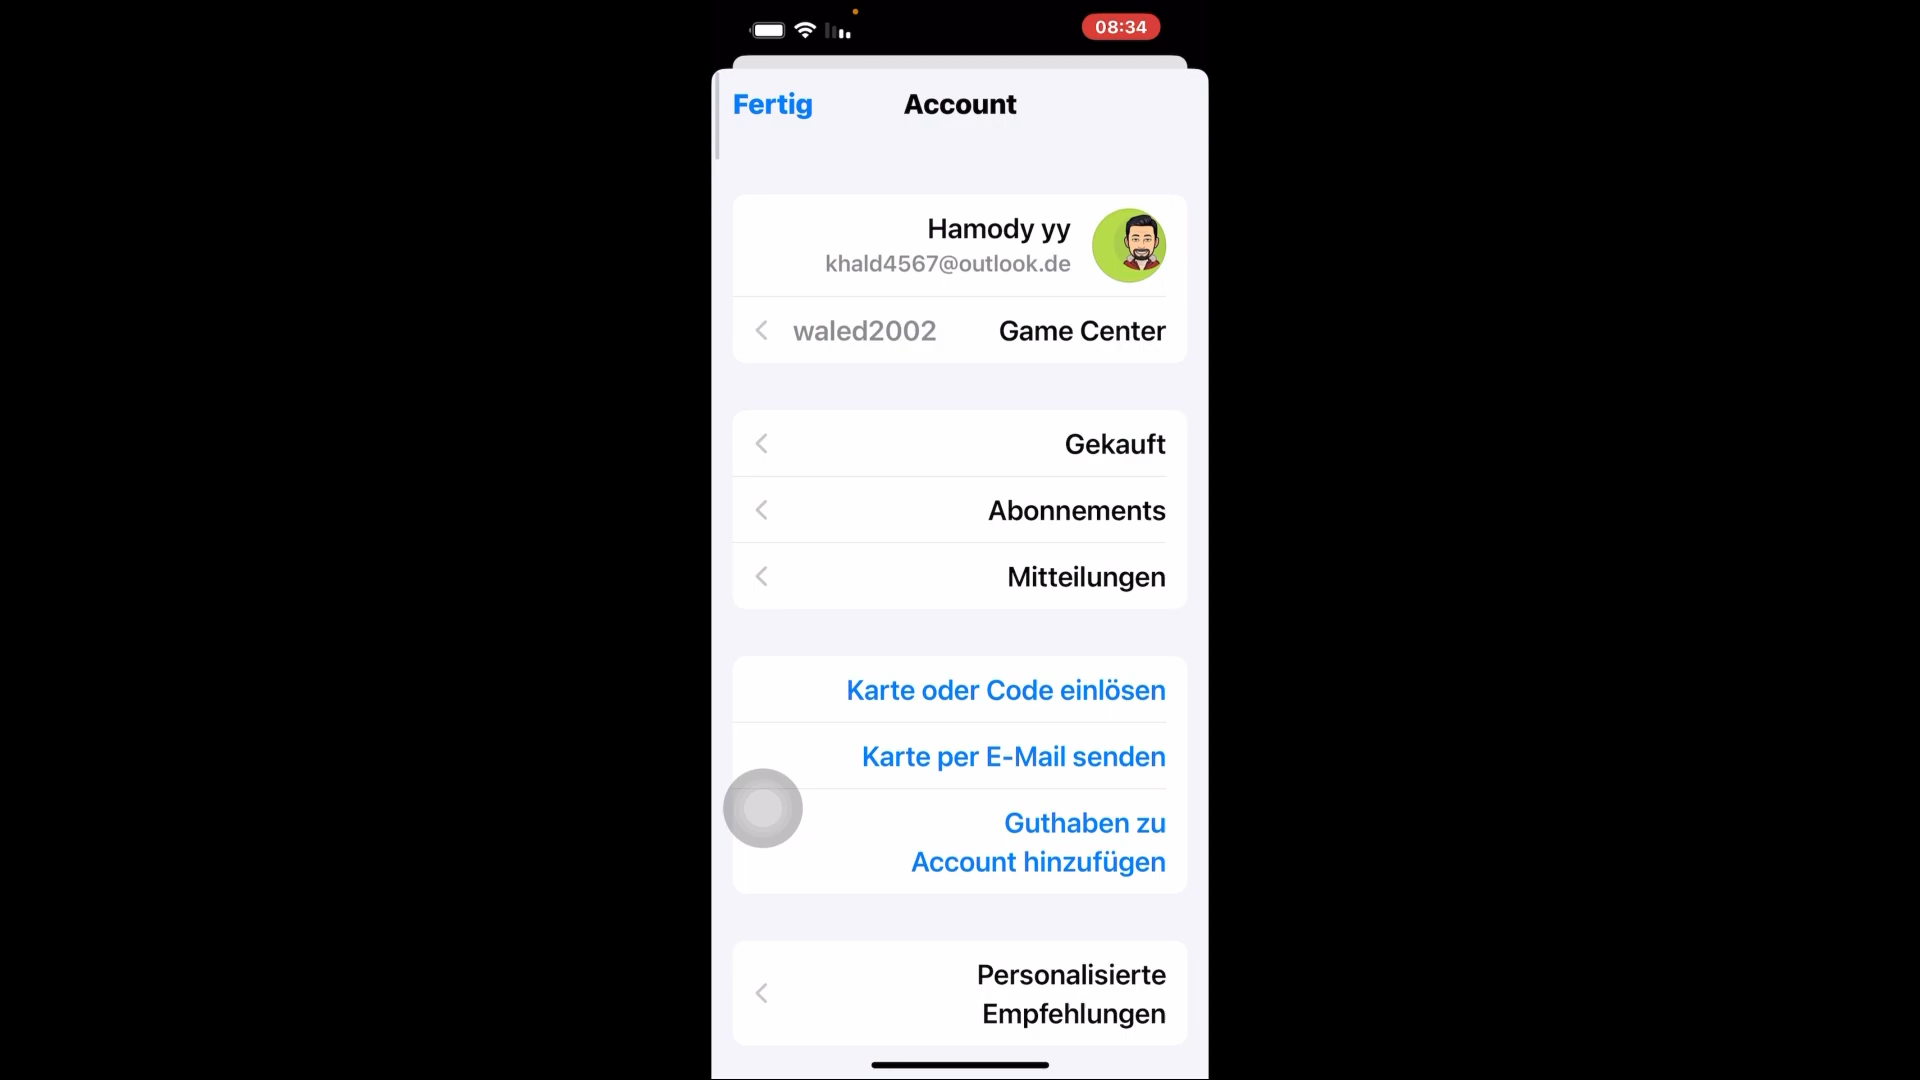 08:34
Fertig
Account
Hamody yy
khald4567@outlook.de
Game Center
waled2002
Gekauft
Abonnements
Mitteilungen
Karte oder Code einlösen
Karte per E-Mail senden
Guthaben zu
Account hinzufügen
Personalisierte
Empfehlungen